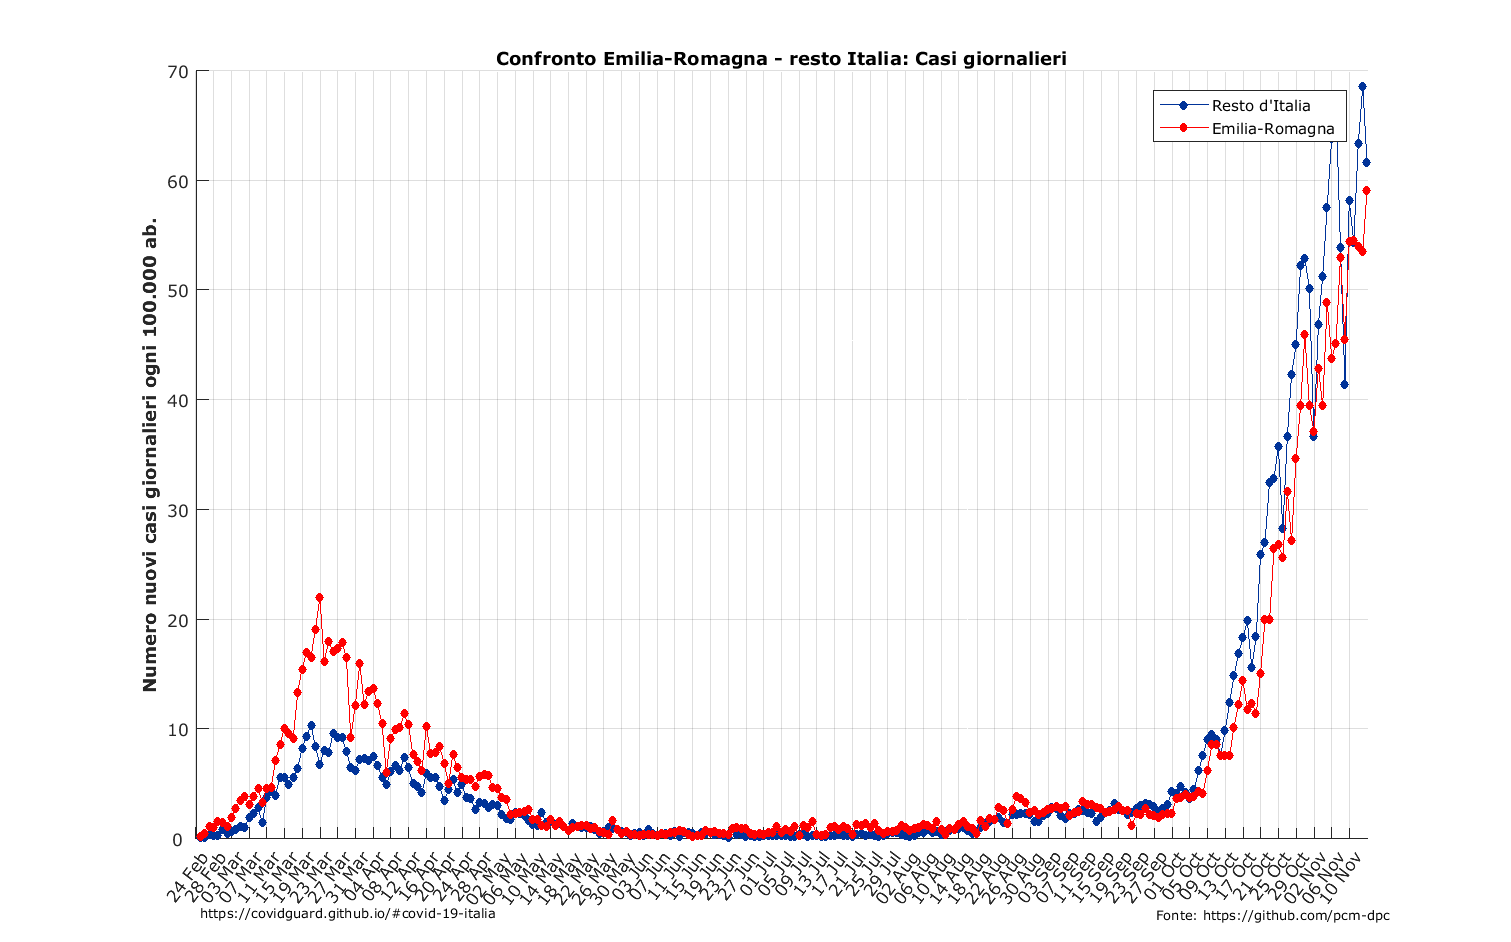 Confronto Emilia-Romagna - resto Italia: Casi giornalieri
Resto d'Italia
Emilia-Romagna
Numero nuovi casi giornalieri ogni 100.000 ab.
70
60
50
40
30
20
10
0
24 Feb
28 Feb
03 Mar
07 Mar
11 Mar
15 Mar
19 Mar
23 Mar
27 Mar
31 Mar
04 Apr
08 Apr
12 Apr
16 Apr
20 Apr
24 Apr
28 Apr
02 May
06 May
10 May
14 May
18 May
22 May
26 May
30 May
03 Jun
07 Jun
11 Jun
15 Jun
19 Jun
23 Jun
27 Jun
01 Jul
05 Jul
09 Jul
13 Jul
17 Jul
21 Jul
25 Jul
29 Jul
02 Aug
06 Aug
10 Aug
14 Aug
18 Aug
22 Aug
26 Aug
30 Aug
03 Sep
07 Sep
11 Sep
15 Sep
19 Sep
23 Sep
27 Sep
01 Oct
05 Oct
09 Oct
13 Oct
17 Oct
21 Oct
25 Oct
29 Oct
02 Nov
06 Nov
10 Nov
https://covidguard.github.io/#covid-19-italia
Fonte: https://github.com/pcm-dpc